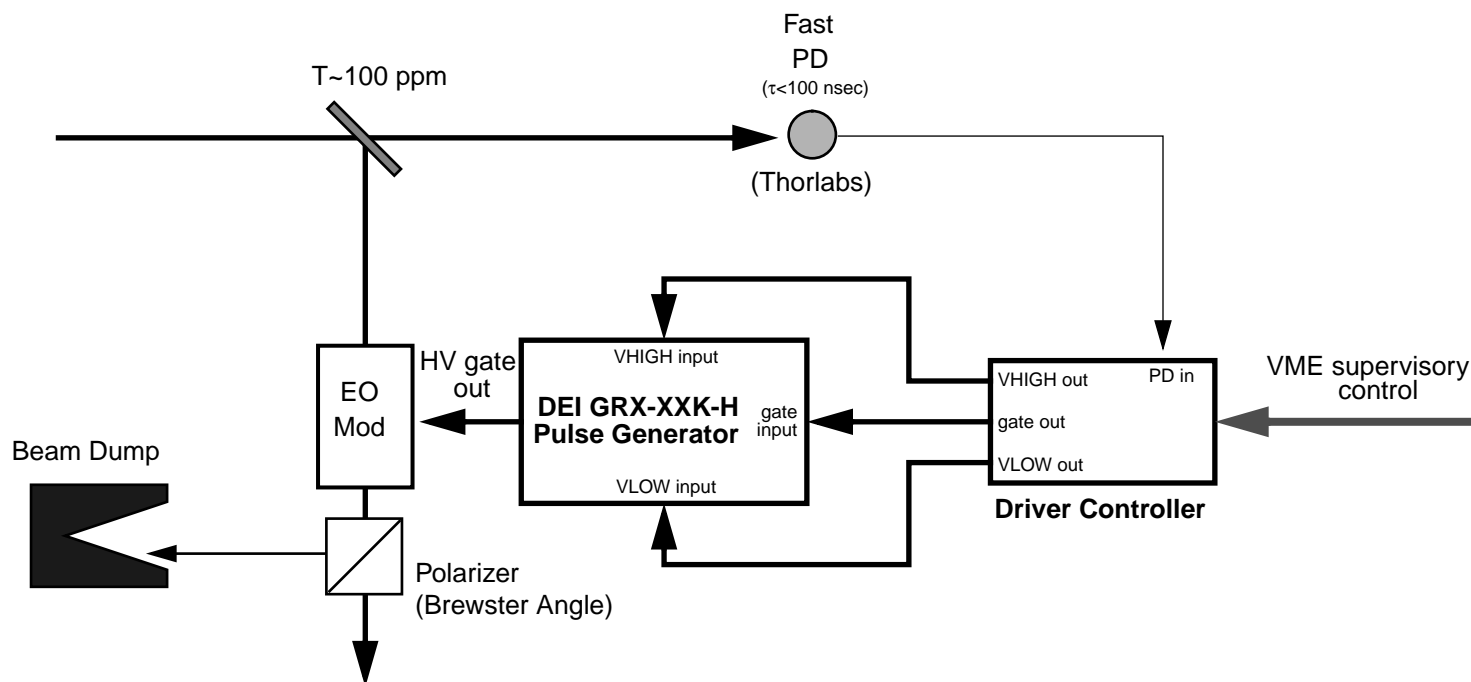 Fast
PD
(τ<100 nsec)
T~100 ppm
(Thorlabs)
VHIGH input
HV gate
out
EO
Mod
DEI GRX-XXK-H
Pulse Generator
gate
input
VLOW input
VHIGH out
PD in
gate out
VLOW out
Driver Controller
VME supervisory
control
Beam Dump
Polarizer
(Brewster Angle)